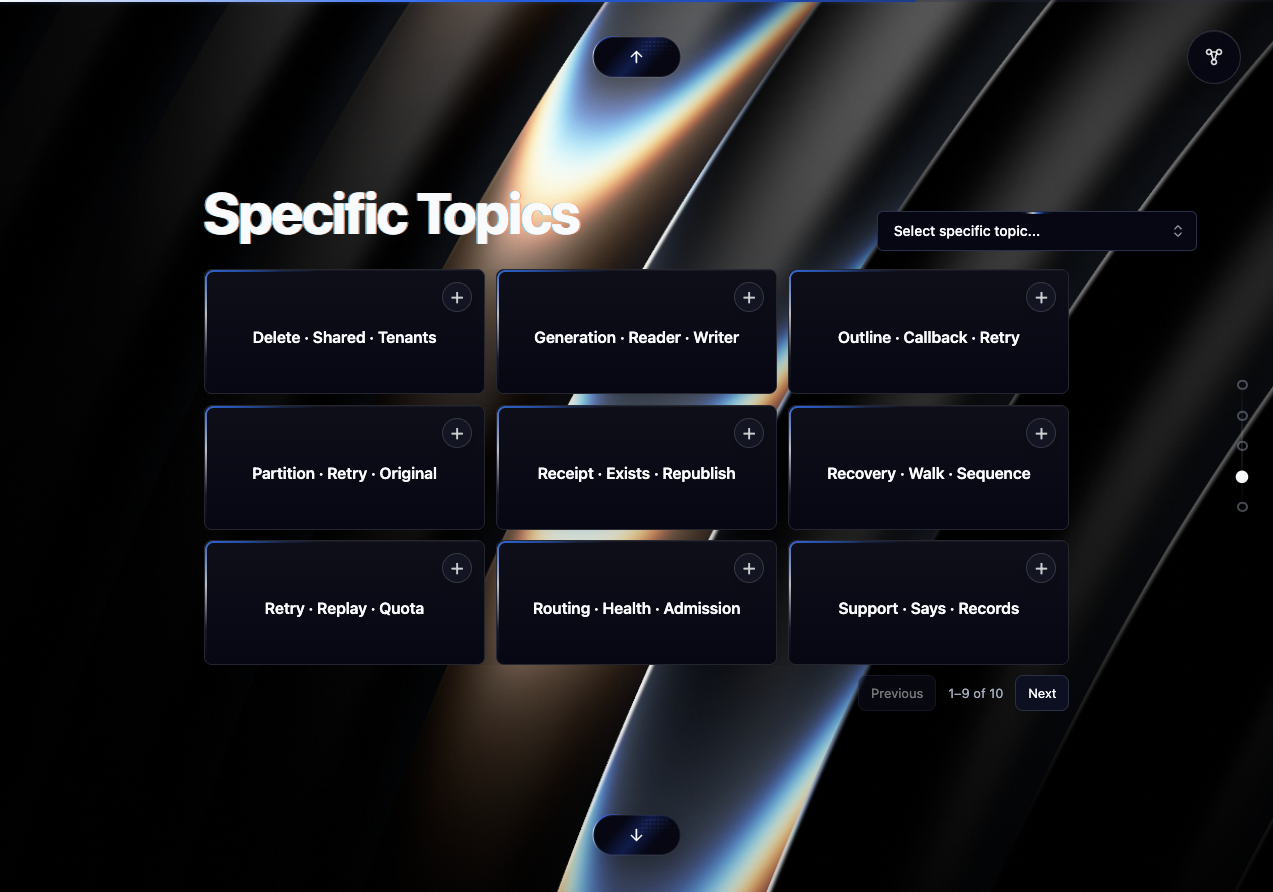 Specific Topics
Select specific topic...
Delete · Shared · Tenants
Generation · Reader · Writer
Outline · Callback · Retry
Partition · Retry · Original
Receipt · Exists · Republish
Recovery · Walk · Sequence
Retry · Replay · Quota
Routing · Health · Admission
Support · Says · Records
Previous
1–9 of 10
Next